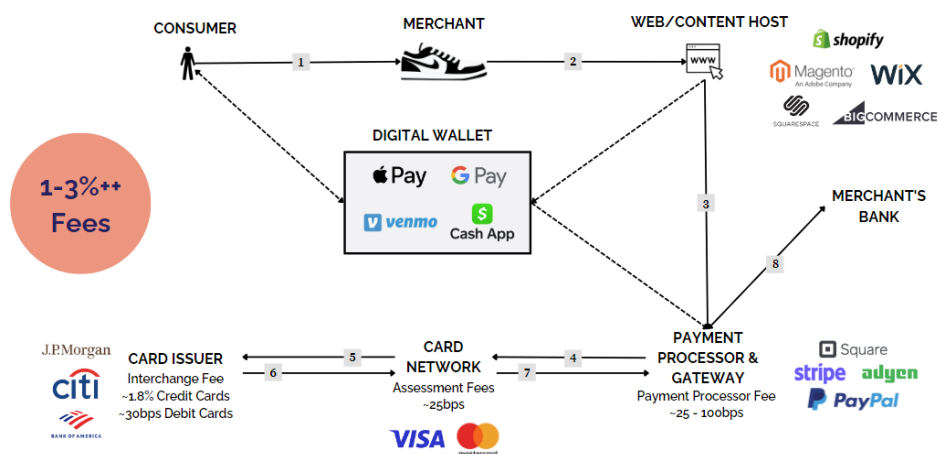 CONSUMER
MERCHANT
WEB/CONTENT HOST
1
2
www
shopify
Magento
An Adobe Company
WiX
SQUARESPACE
BIGCOMMERCE
DIGITAL WALLET
Pay
G Pay
venmo
$
Cash App
1-3%++
Fees
3
MERCHANT'S
BANK
8
J.P.Morgan
citi
BANK OF AMERICA
CARD ISSUER
Interchange Fee
~1.8% Credit Cards
~30bps Debit Cards
5
6
CARD
NETWORK
Assessment Fees
~25bps
VISA
mastercard
4
7
PAYMENT
PROCESSOR &
GATEWAY
Payment Processor Fee
~25 - 100bps
Square
stripe
adyen
PayPal